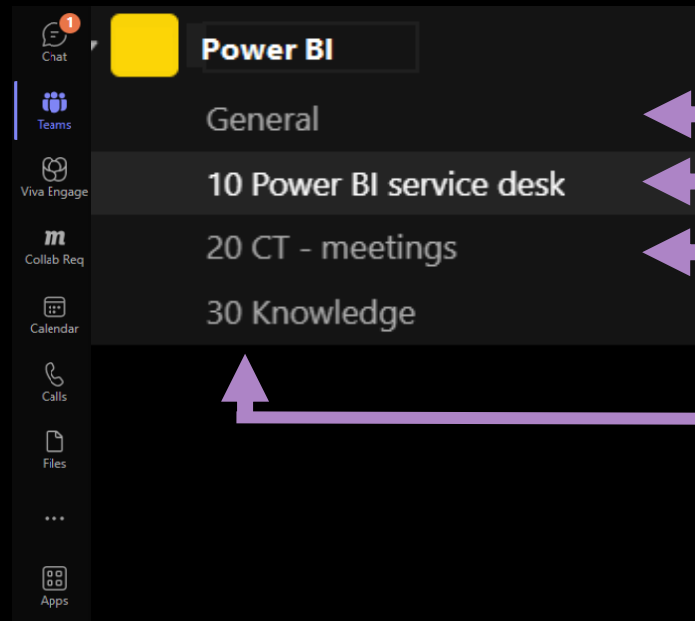 1
Chat
Teams
Viva Engage
m
Collab Req
Calendar
Calls
Files
...
Apps
Power BI
General
10 Power BI service desk
20 CT - meetings
30 Knowledge